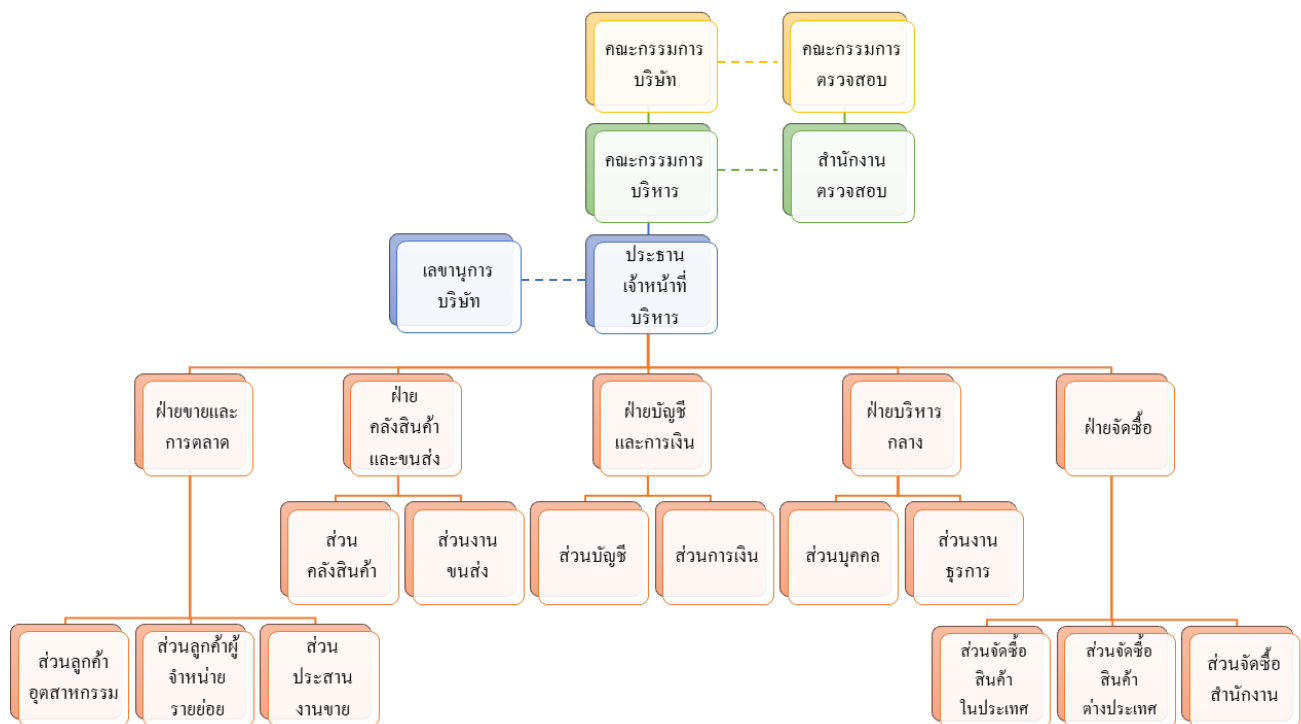 คณะกรรมการ
บริษัท
คณะกรรมการ
ตรวจสอบ
คณะกรรมการ
บริหาร
สำนักงาน
ตรวจสอบ
เลขานุการ
บริษัท
ประธาน
เจ้าหน้าที่
บริหาร
ฝ่ายขายและ
การตลาด
ฝ่าย
คลังสินค้า
และขนส่ง
ฝ่ายบัญชี
และการเงิน
ฝ่ายบริหาร
กลาง
ฝ่ายจัดซื้อ
ส่วน
คลังสินค้า
ส่วนงาน
ขนส่ง
ส่วนบัญชี
ส่วนการเงิน
ส่วนบุคคล
ส่วนงาน
ธุรการ
ส่วนลูกค้า
อุตสาหกรรม
ส่วนลูกค้าผู้
จำหน่าย
รายย่อย
ส่วน
ประสาน
งานขาย
ส่วนจัดซื้อ
สินค้า
ในประเทศ
ส่วนจัดซื้อ
สินค้า
ต่างประเทศ
ส่วนจัดซื้อ
สำนักงาน